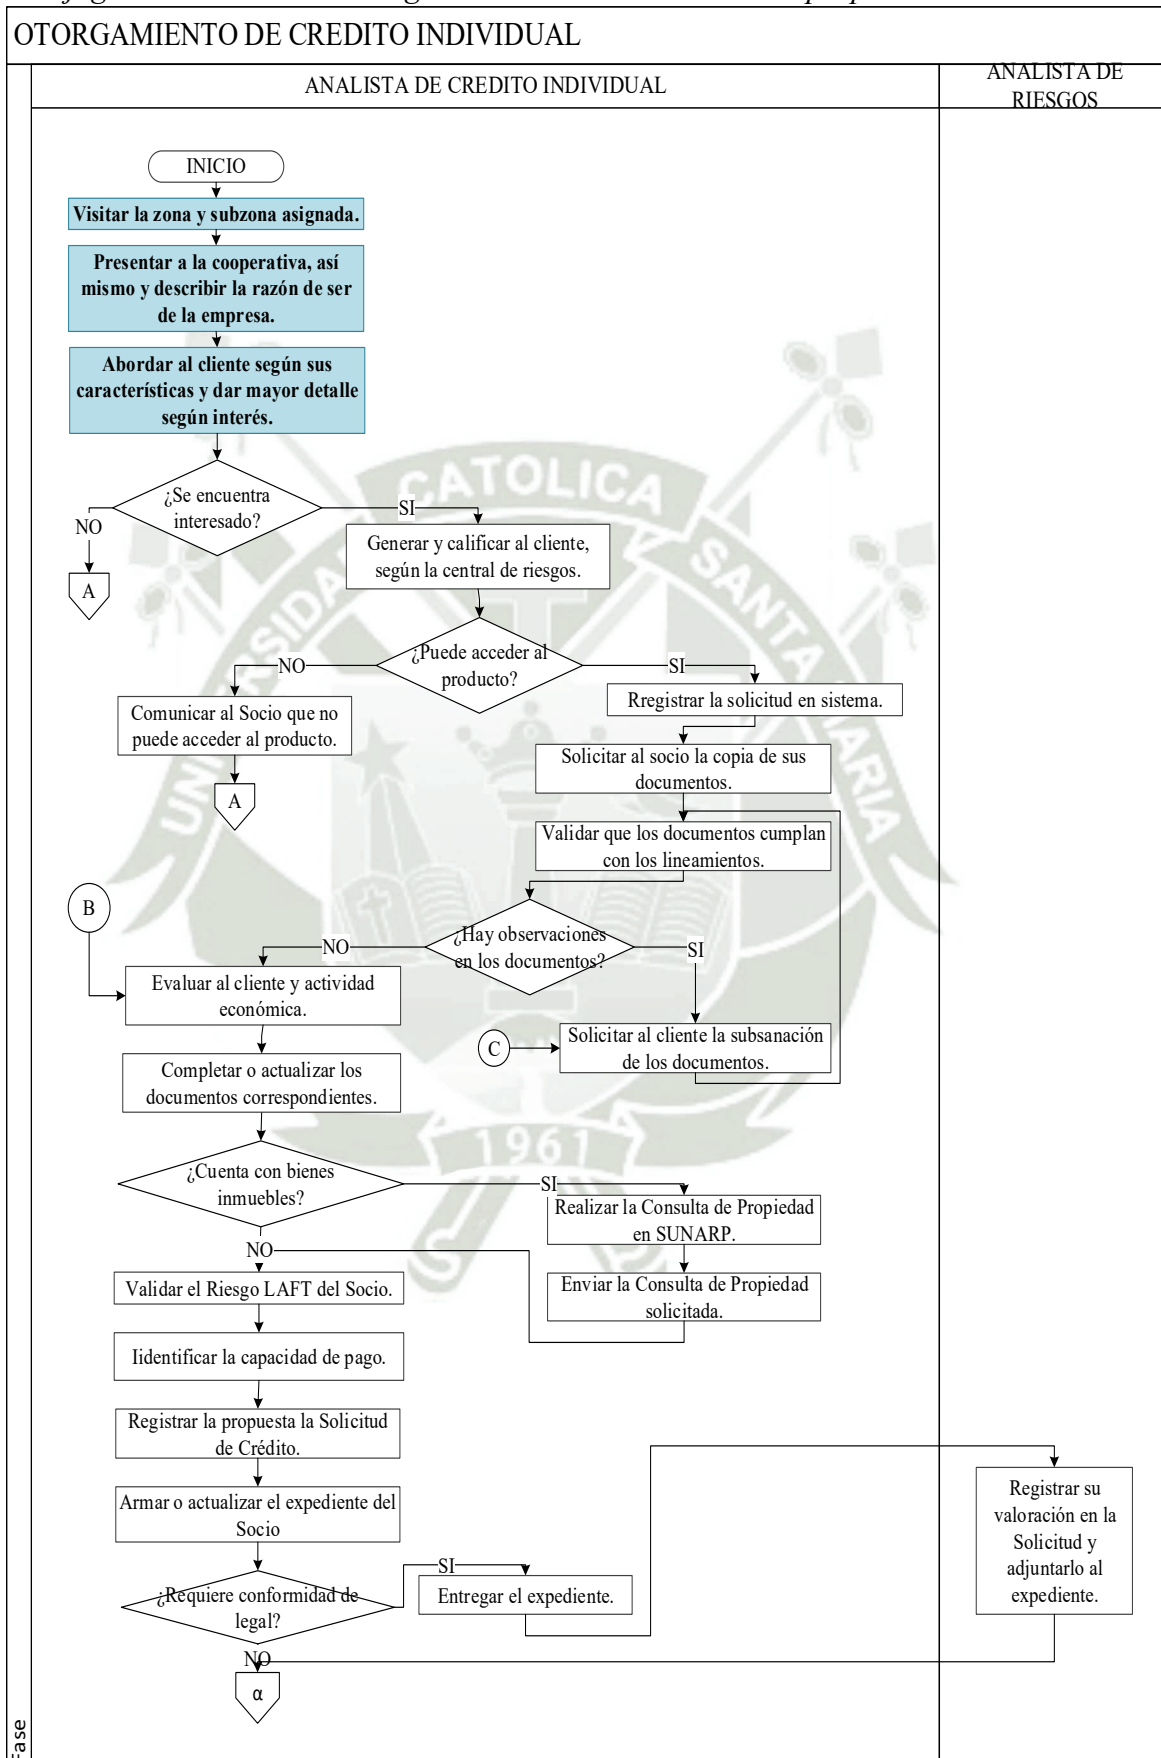 OTORGAMIENTO DE CREDITO INDIVIDUAL
ANALISTA DE CREDITO INDIVIDUAL
ANALISTA DE
RIESGOS
INICIO
Visitar la zona y subzona asignada.
Presentar a la cooperativa, así
mismo y describir la razón de ser
de la empresa.
Abordar al cliente según sus
características y dar mayor detalle
según interés.
¿Se encuentra
interesado?
NO
SI
A
Generar y calificar al cliente,
según la central de riesgos.
¿Puede acceder al
producto?
NO
SI
Comunicar al Socio que no
puede acceder al producto.
A
Rregistrar la solicitud en sistema.
Solicitar al socio la copia de sus
documentos.
Validar que los documentos cumplan
con los lineamientos.
B
¿Hay observaciones
en los documentos?
NO
SI
Evaluar al cliente y actividad
económica.
C
Solicitar al cliente la subsanación
de los documentos.
Completar o actualizar los
documentos correspondientes.
¿Cuenta con bienes
inmuebles?
SI
NO
Realizar la Consulta de Propiedad
en SUNARP.
Enviar la Consulta de Propiedad
solicitada.
Validar el Riesgo LAFT del Socio.
Iidentificar la capacidad de pago.
Registrar la propuesta la Solicitud
de Crédito.
Armar o actualizar el expediente del
Socio
¿Requiere conformidad de
legal?
SI
NO
Entregar el expediente.
Registrar su
valoración en la
Solicitud y
adjuntarlo al
expediente.
α
Fase
UNIVERSIDAD CATOLICA SANTA MARIA
1961